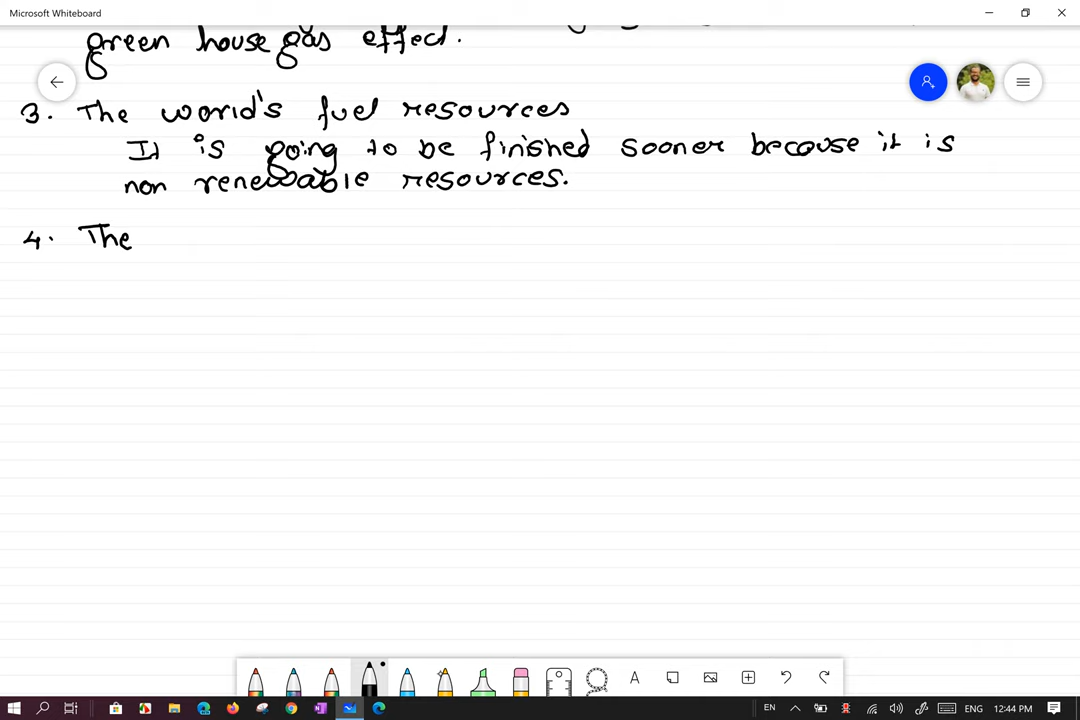 Microsoft Whiteboard
green house gas effect.
3. The world's fuel resources
It is going to be finished sooner because it is
non renewable resources.
4. The
A
EN
ENG 12:44 PM